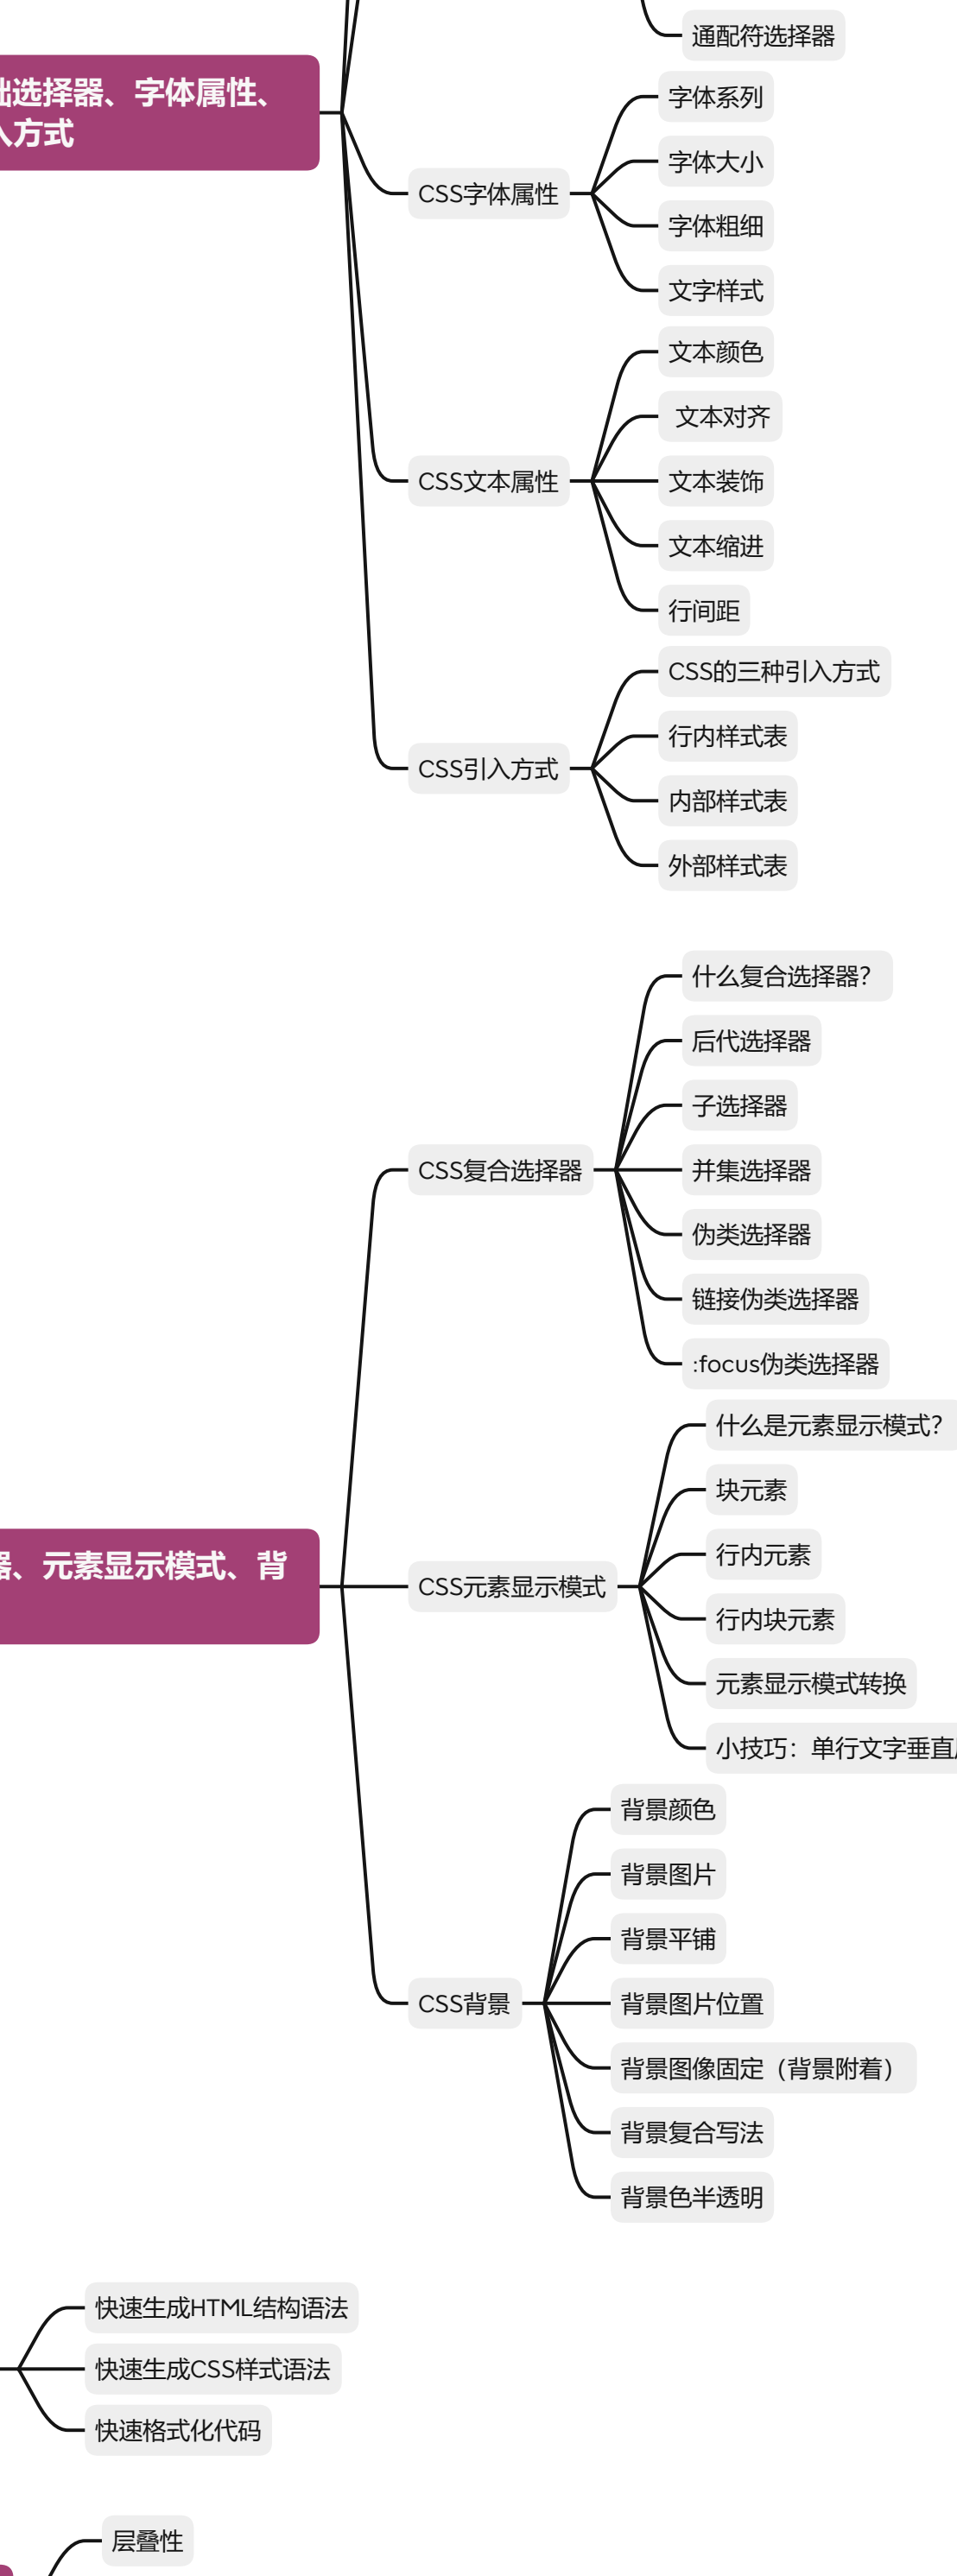 通配符选择器
础选择器、字体属性、
入方式
CSS字体属性
字体系列
字体大小
字体粗细
文字样式
CSS文本属性
文本颜色
文本对齐
文本装饰
文本缩进
行间距
CSS引入方式
CSS的三种引入方式
行内样式表
内部样式表
外部样式表
器、元素显示模式、背
CSS复合选择器
什么复合选择器？
后代选择器
子选择器
并集选择器
伪类选择器
链接伪类选择器
:focus伪类选择器
CSS元素显示模式
什么是元素显示模式？
块元素
行内元素
行内块元素
元素显示模式转换
小技巧：单行文字垂直
CSS背景
背景颜色
背景图片
背景平铺
背景图片位置
背景图像固定（背景附着）
背景复合写法
背景色半透明
快速生成HTML结构语法
快速生成CSS样式语法
快速格式化代码
层叠性